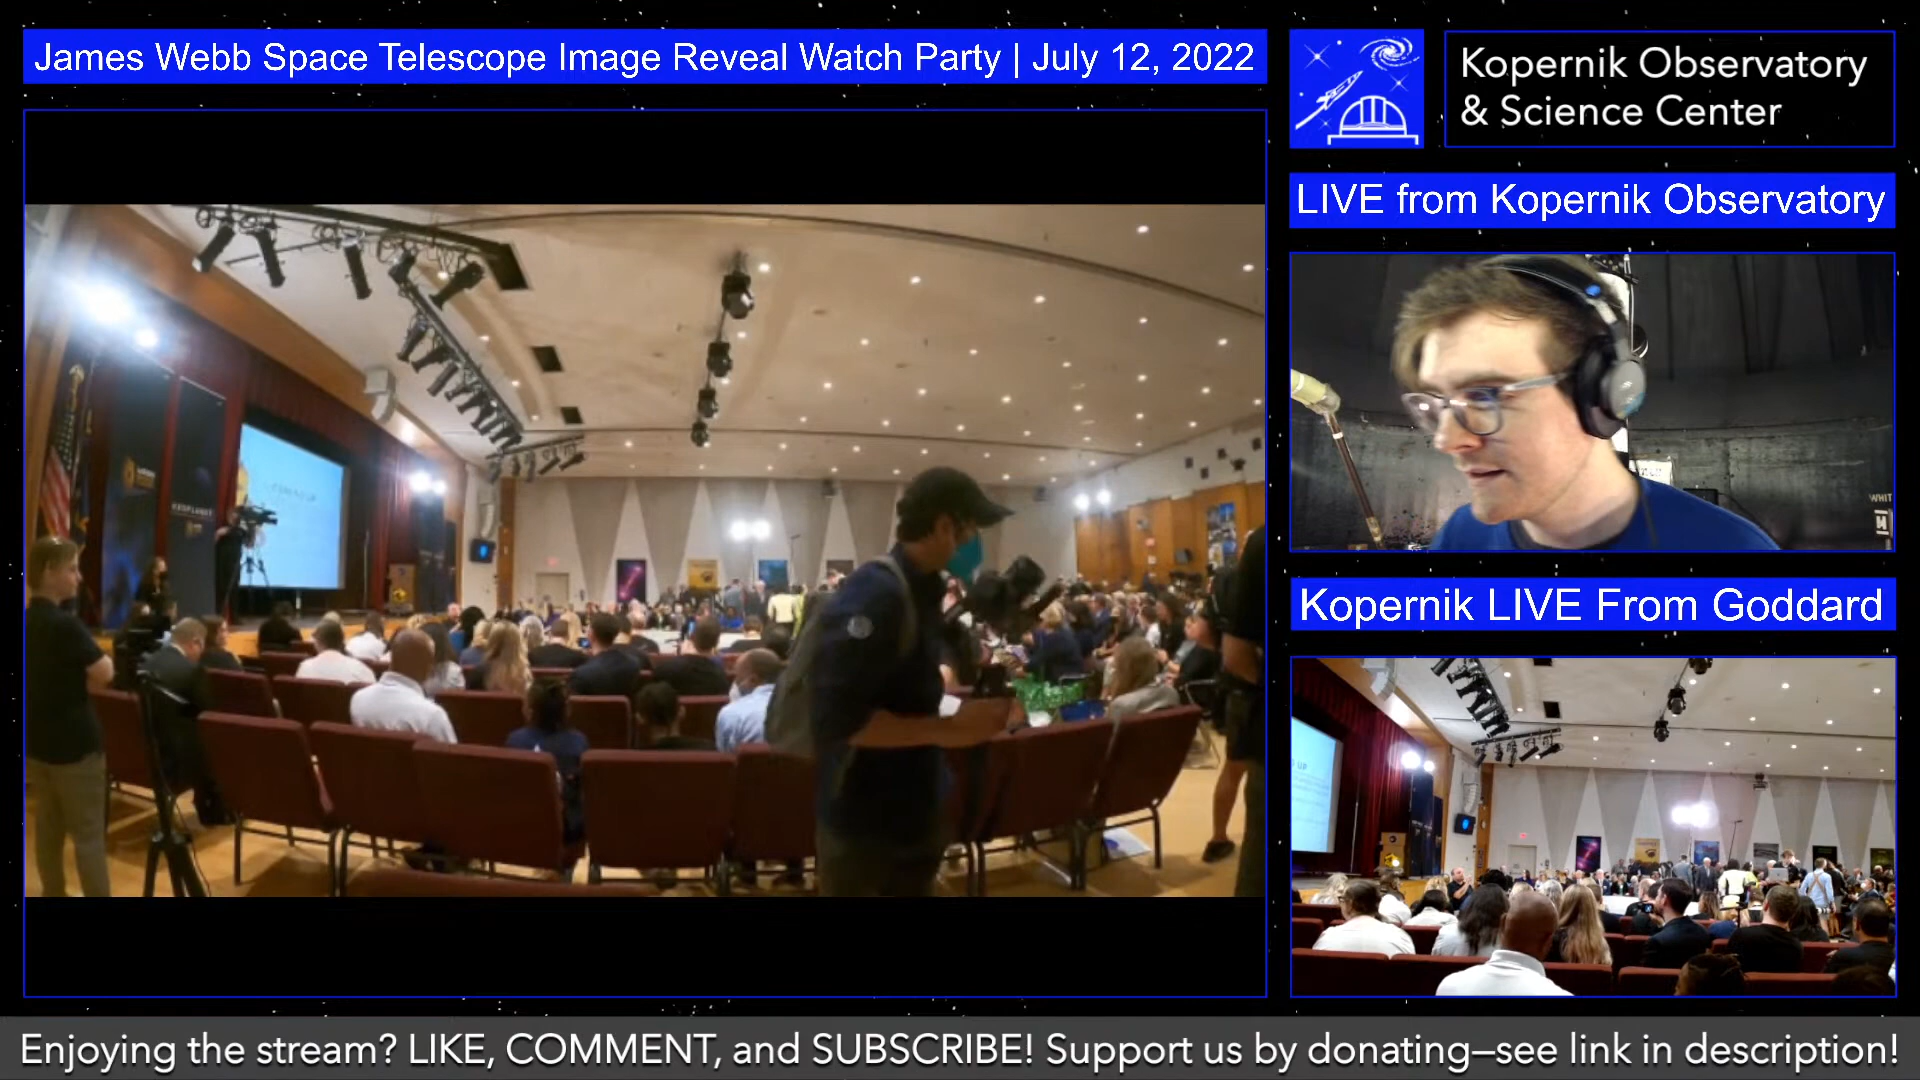 James Webb Space Telescope Image Reveal Watch Party | July 12, 2022
Kopernik Observatory
& Science Center
LIVE from Kopernik Observatory
WHIT
Kopernik LIVE From Goddard
UP
Enjoying the stream? LIKE, COMMENT, and SUBSCRIBE! Support us by donating—see link in description!